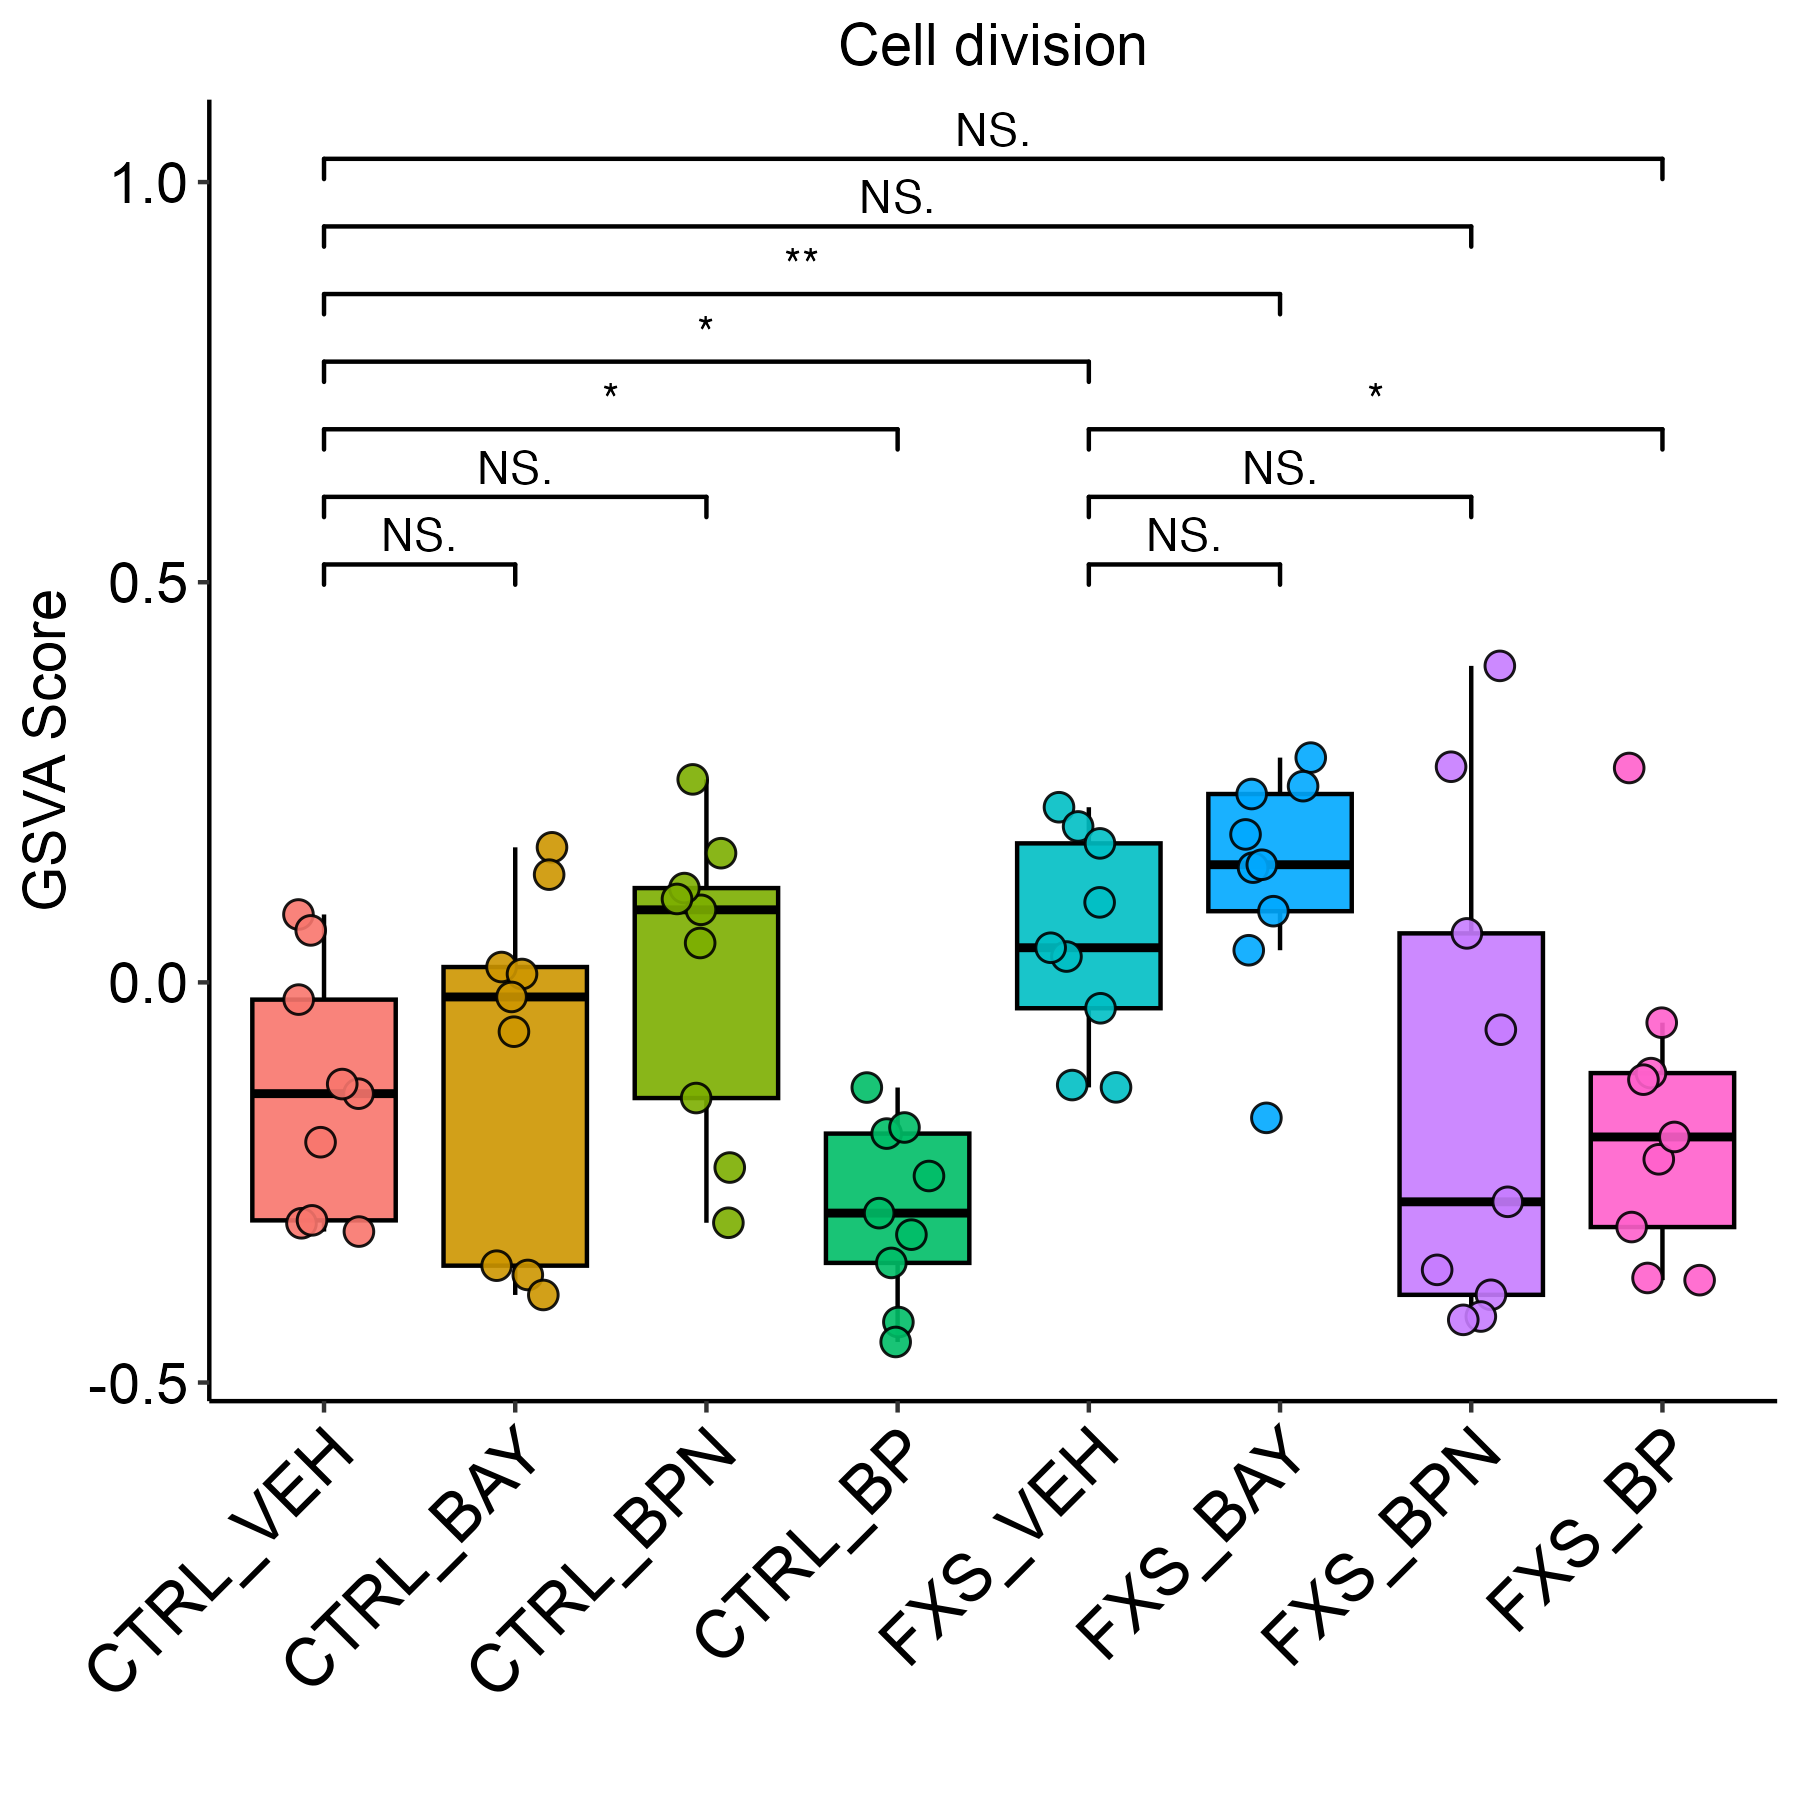 Cell division
NS.
NS.
**
*
*
*
NS.
NS.
NS.
NS.
GSVA Score
1.0
0.5
0.0
-0.5
CTRL_VEH
CTRL_BAY
CTRL_BPN
CTRL_BP
FXS_VEH
FXS_BAY
FXS_BPN
FXS_BP